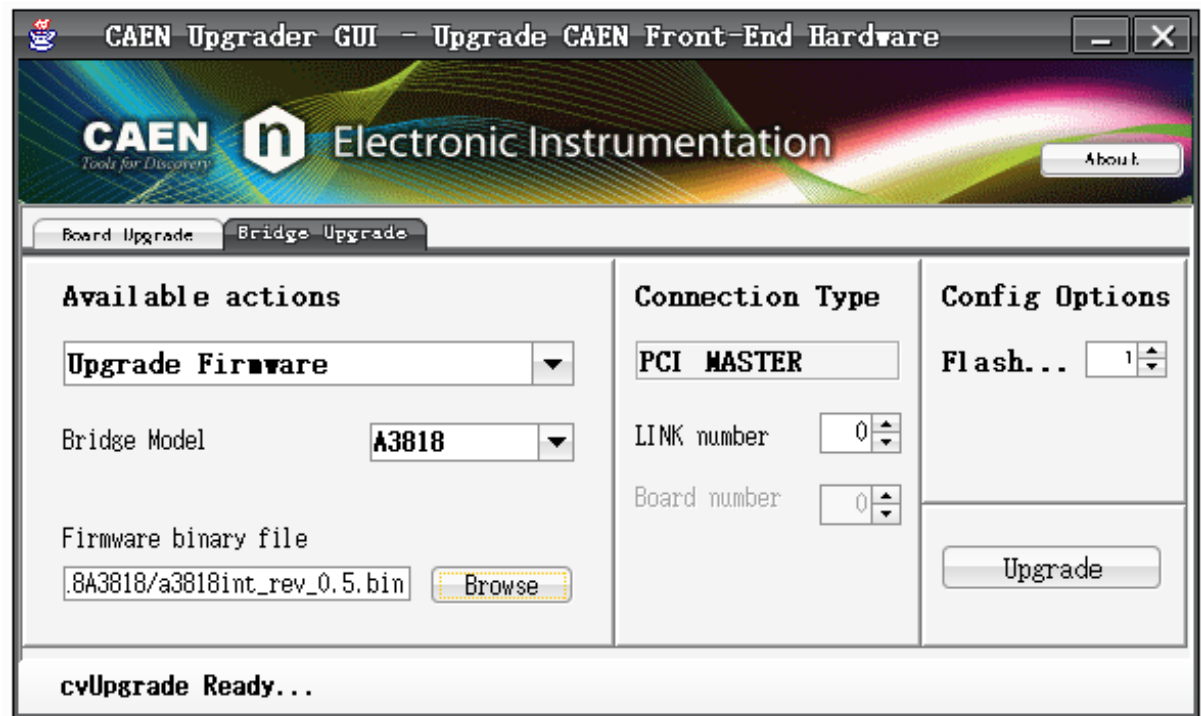 CAEN Upgrader GUI - Upgrade CAEN Front-End Hardware
CAEN n Electronic Instrumentation
Tools for Discovery
About
Board Upgrade Bridge Upgrade
Available actions
Upgrade Firmware
Bridge Model A3818
Firmware binary file
.8A3818/a3818int_rev_0.5.bin Browse
Connection Type
PCI MASTER
LINK number 0
Board number 0
Config Options
Flash... 1
Upgrade
cvUpgrade Ready...